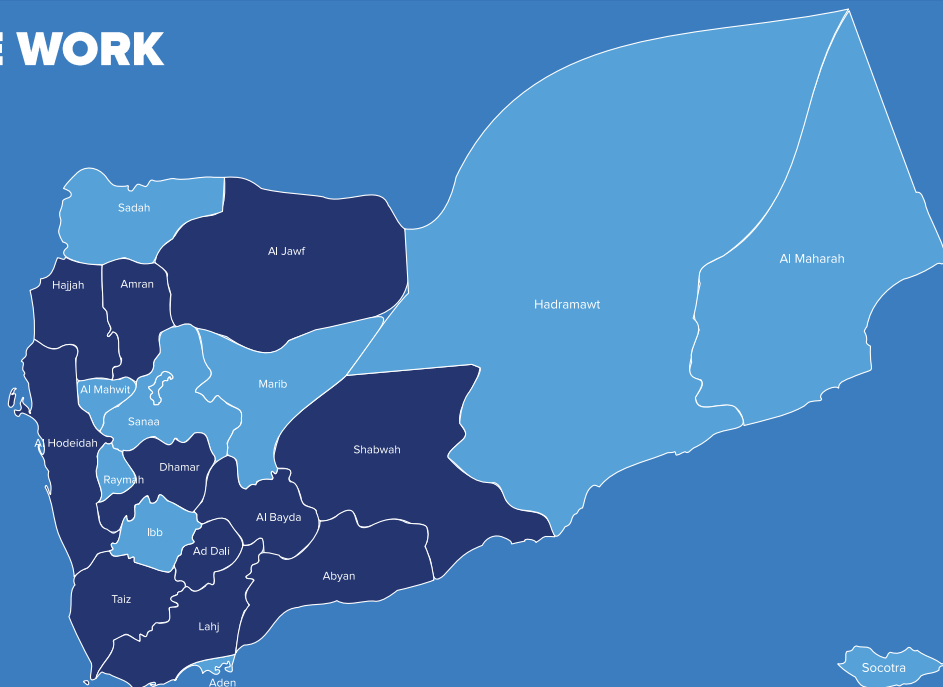 E WORK
Sadah
Al Jawf
Al Maharah
Hajjah
Amran
Hadramawt
Marib
Al Mahwit
Sanaa
Al Hodeidah
Shabwah
Dhamar
Raymah
Al Bayda
Ibb
Ad Dali
Abyan
Taiz
Lahj
Socotra
Aden